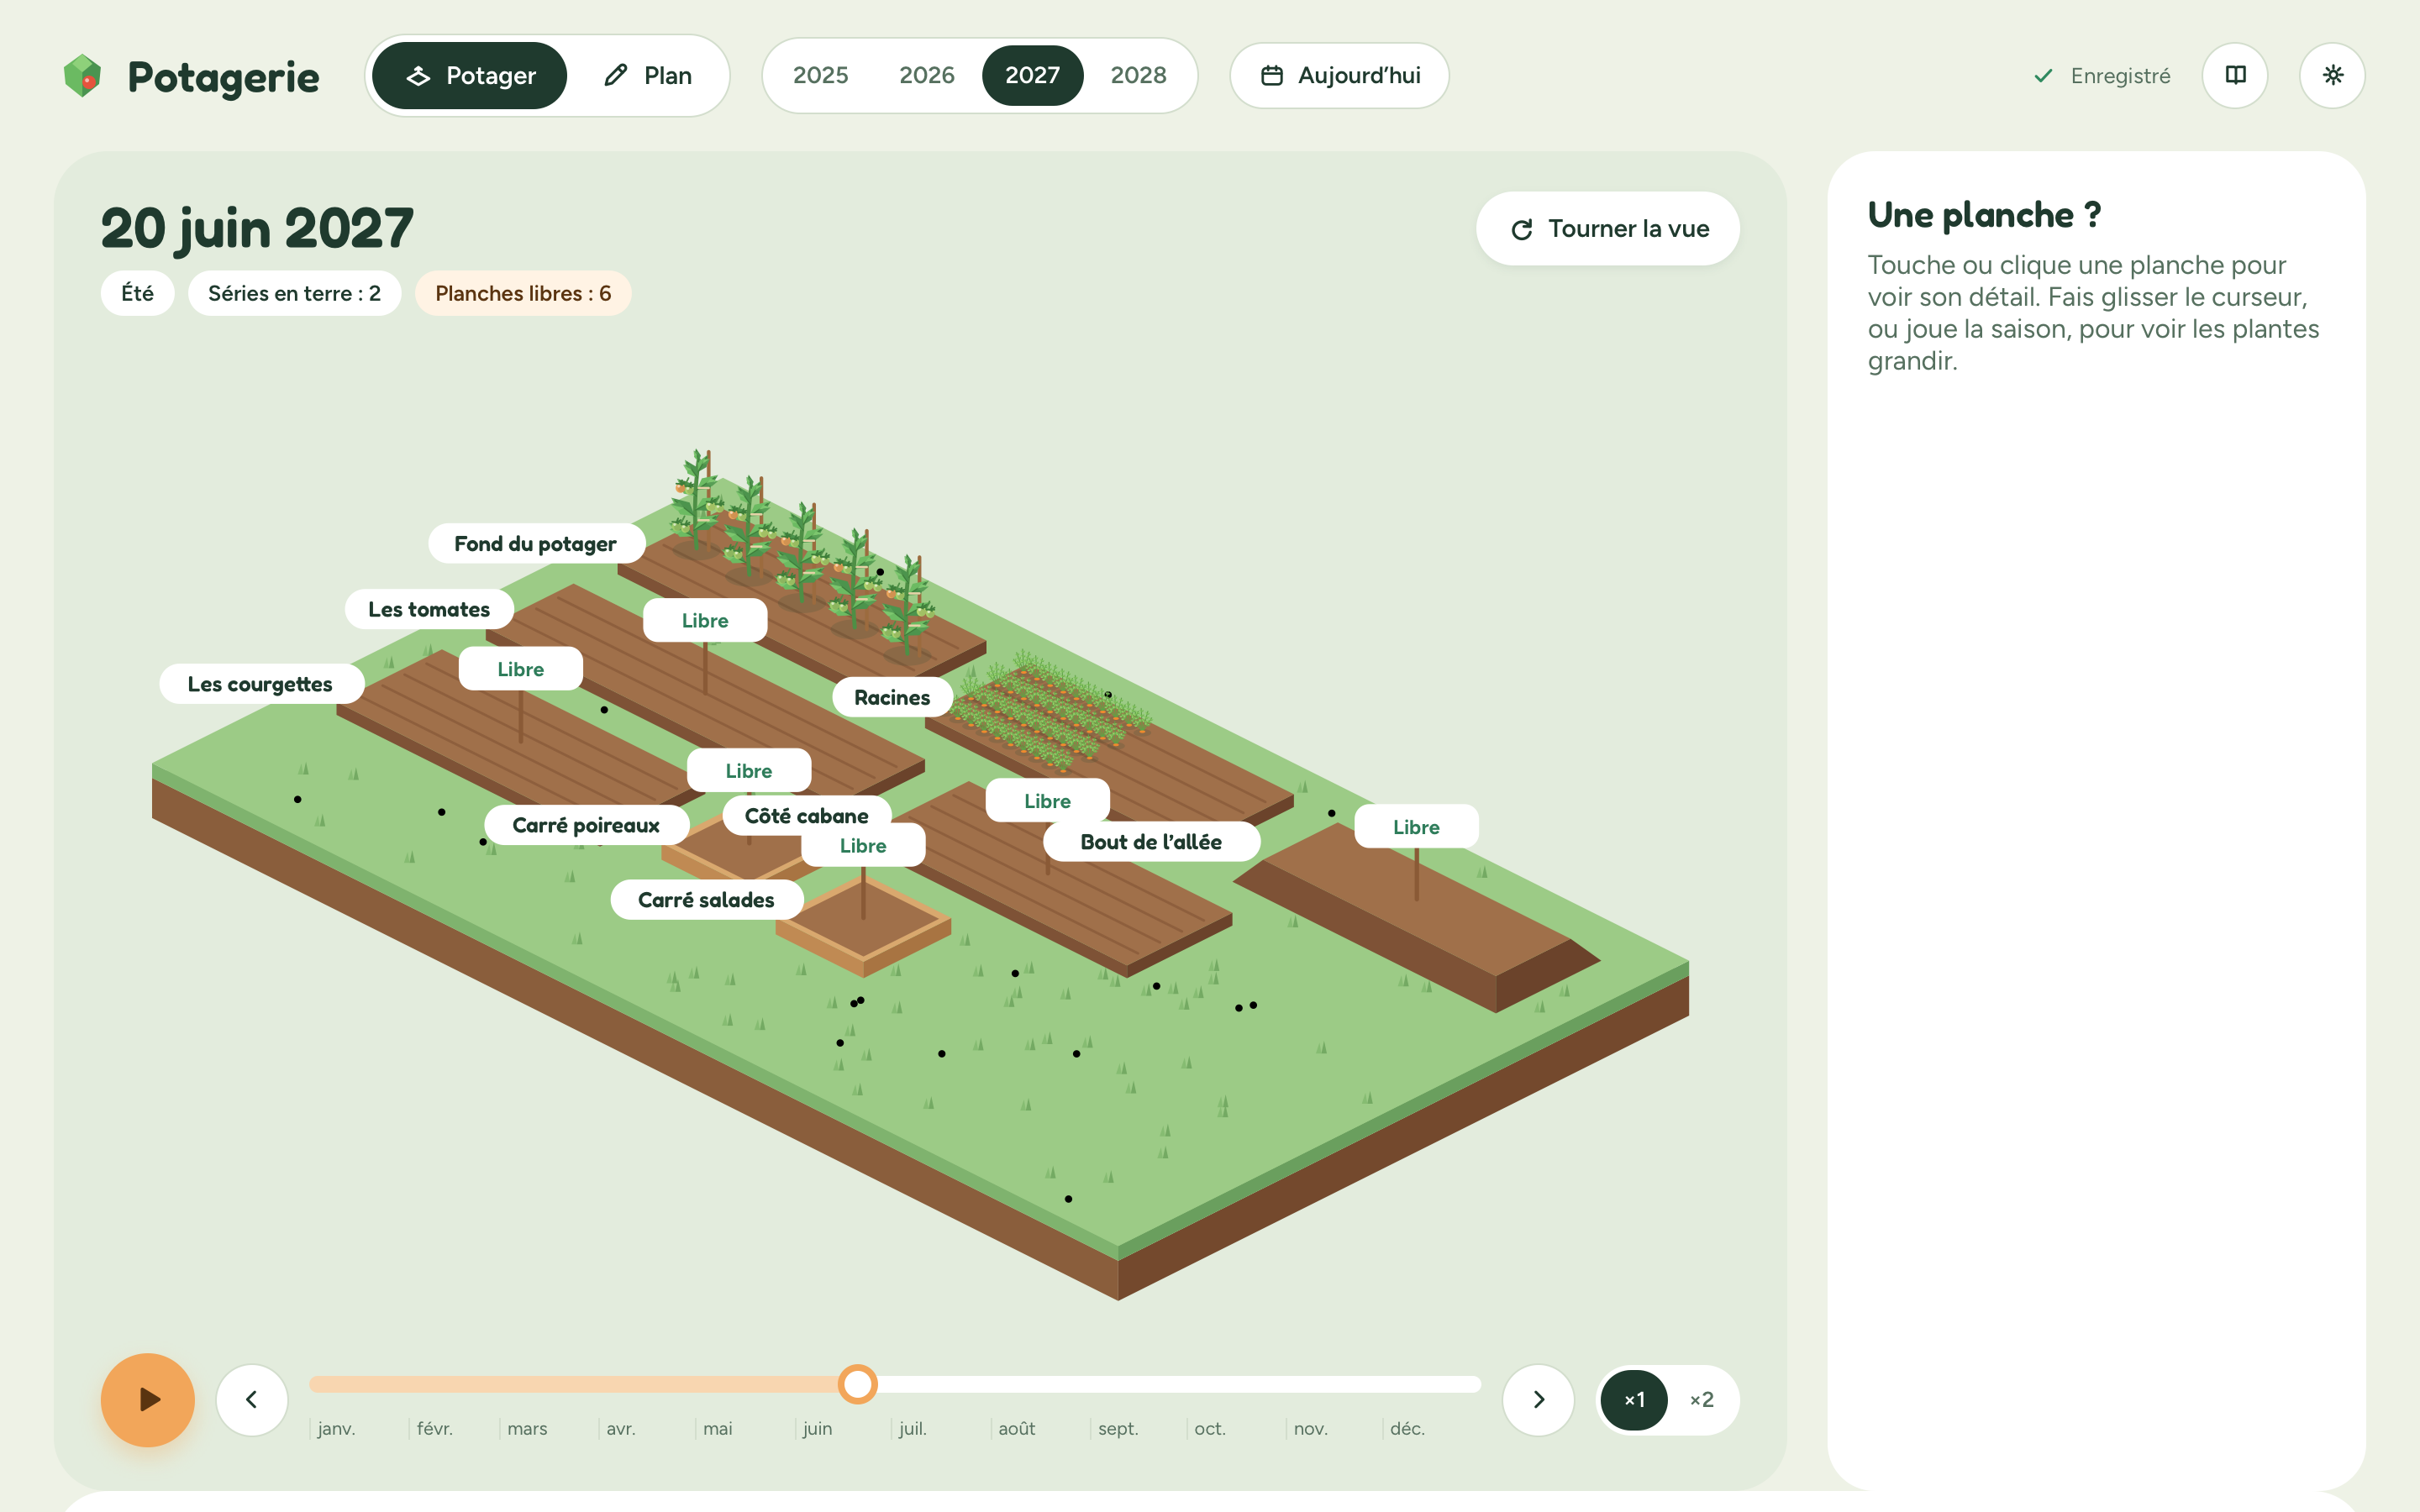 Potagerie
Potager
Plan
2025
2026
2027
2028
Aujourd’hui
Enregistré
20 juin 2027
Tourner la vue
Été
Séries en terre : 2
Planches libres : 6
Une planche ?
Touche ou clique une planche pour
voir son détail. Fais glisser le curseur,
ou joue la saison, pour voir les plantes
grandir.
Fond du potager
Les tomates
Libre
Libre
Les courgettes
Racines
Libre
Libre
Côté cabane
Carré poireaux
Libre
Bout de l’allée
Libre
Carré salades
×1
×2
janv.
févr.
mars
avr.
mai
juin
juil.
août
sept.
oct.
nov.
déc.